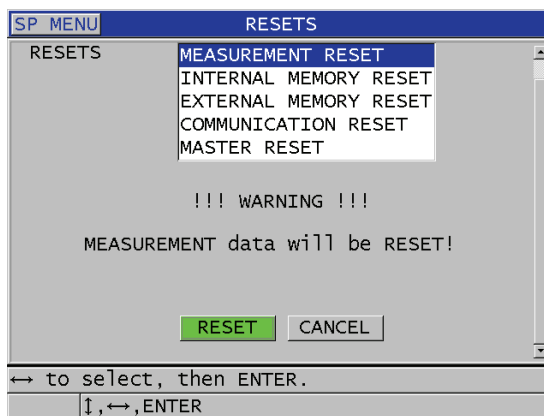 SP MENU RESETS
RESETS MEASUREMENT RESET
INTERNAL MEMORY RESET
EXTERNAL MEMORY RESET
COMMUNICATION RESET
MASTER RESET
!!! WARNING !!!
MEASUREMENT data will be RESET!
RESET CANCEL
↔ to select, then ENTER.
↕,↔,ENTER